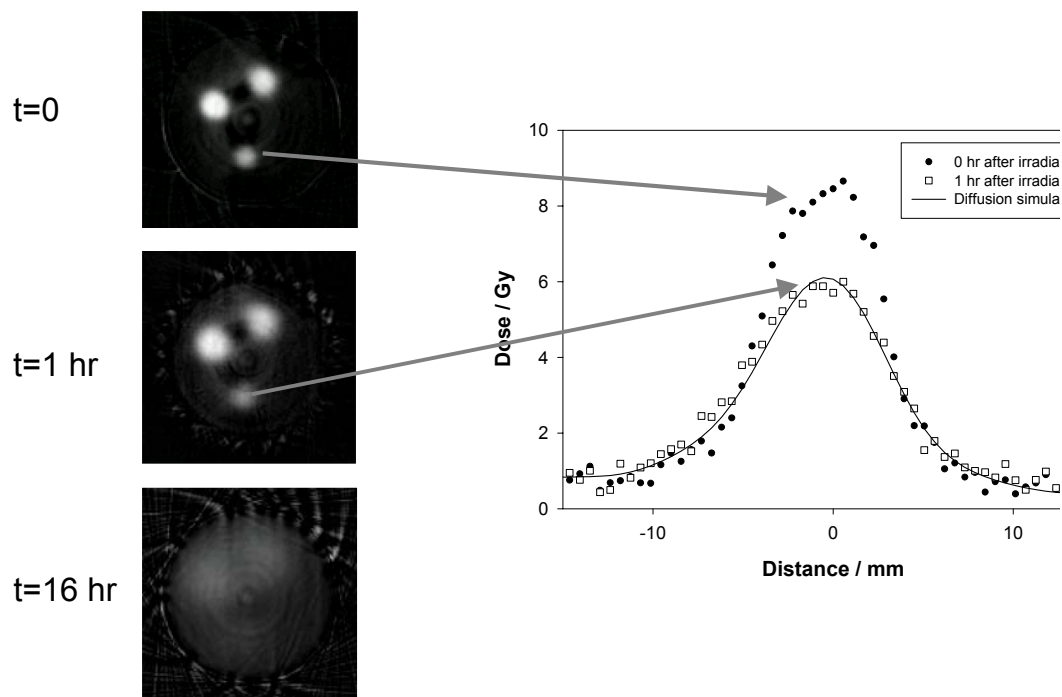 t=0
t=1 hr
t=16 hr
10
8
6
4
2
0
Dose / Gy
-10
0
10
Distance / mm
0 hr after irradia
1 hr after irradia
Diffusion simula